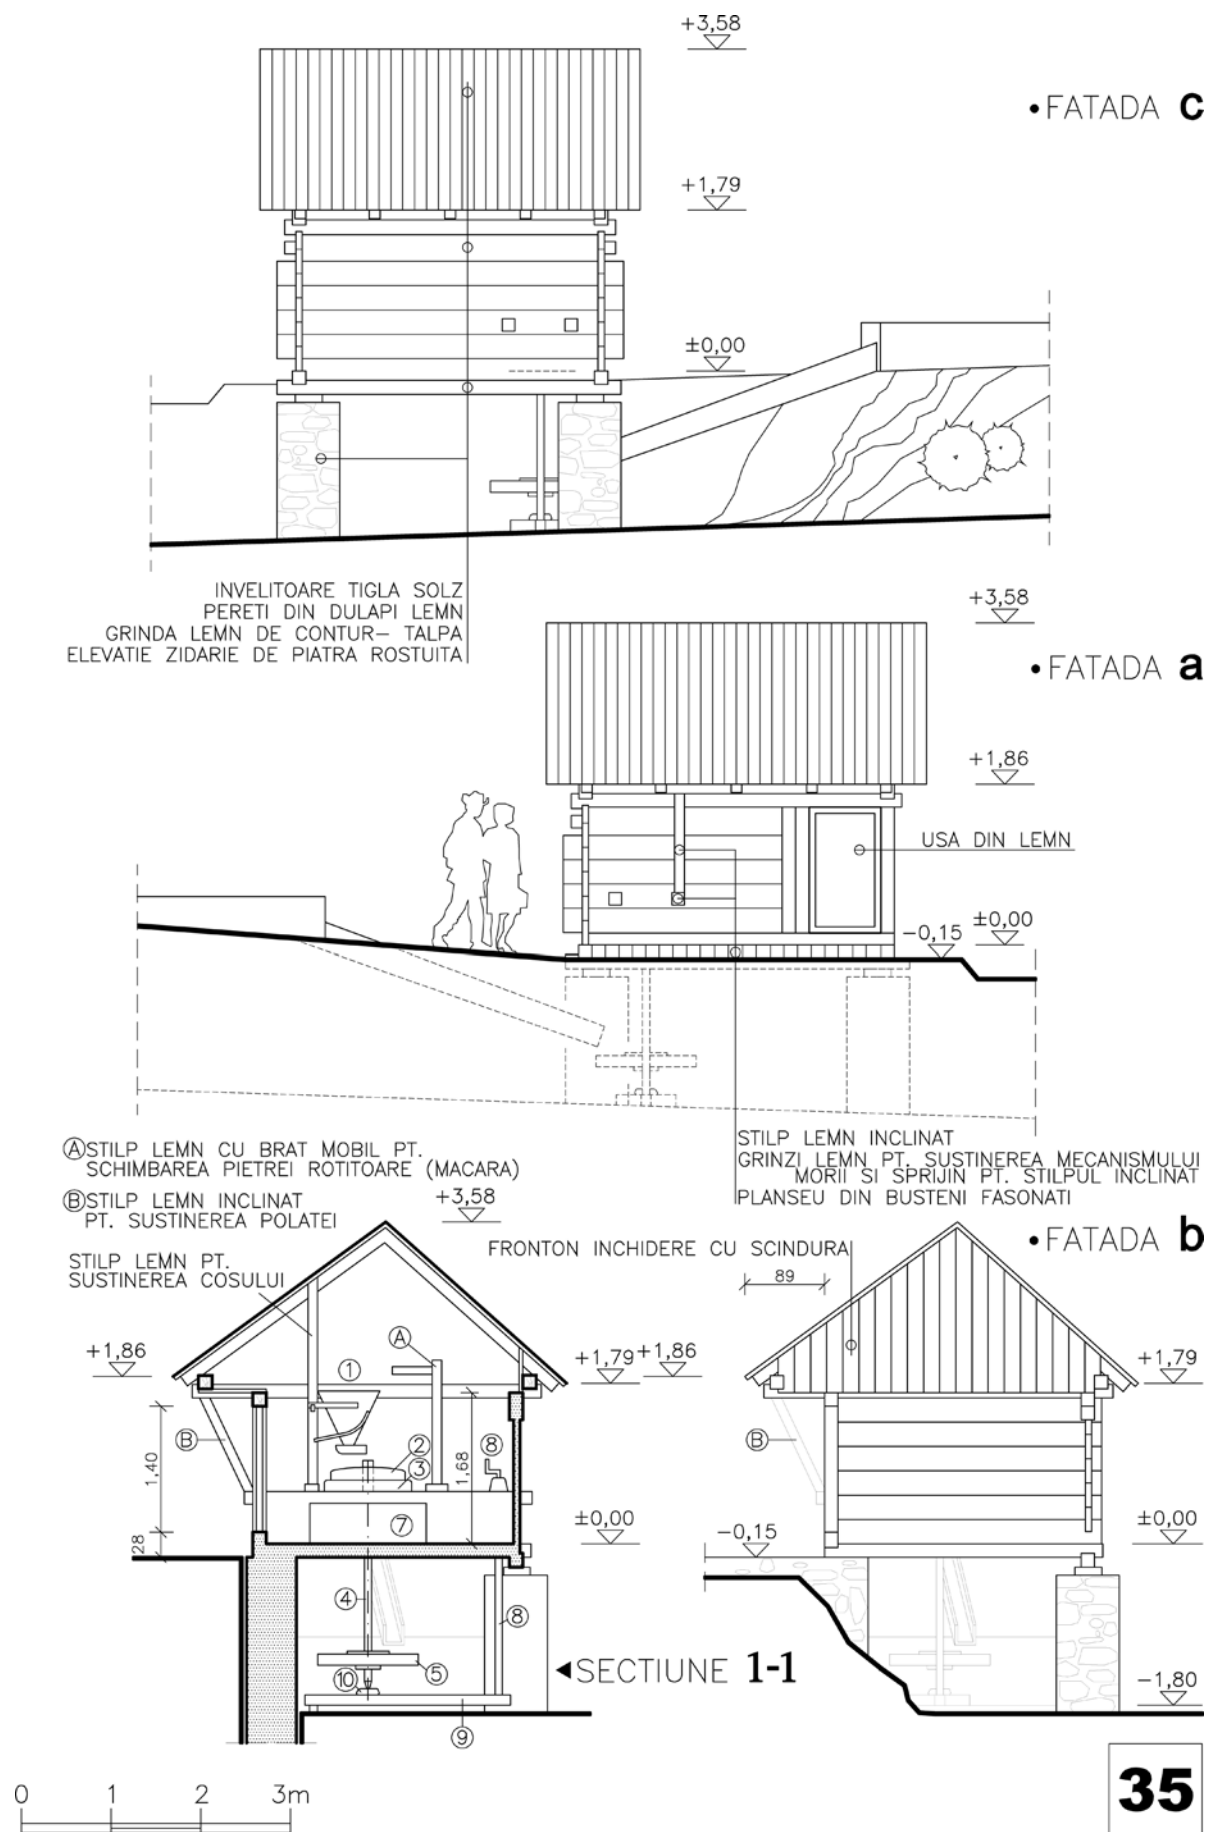 +3,58
• FATADA c
+1,79
±0,00
INVELITOARE TIGLA SOLZ
PERETI DIN DULAPI LEMN
GRINDA LEMN DE CONTUR– TALPA
ELEVATIE ZIDARIE DE PIATRA ROSTUITA
+3,58
• FATADA a
+1,86
USA DIN LEMN
-0,15
±0,00
A STILP LEMN CU BRAT MOBIL PT.
SCHIMBAREA PIETREI ROTITOARE (MACARA)
B STILP LEMN INCLINAT
PT. SUSTINEREA POLATEI
STILP LEMN PT.
SUSTINEREA COSULUI
STILP LEMN INCLINAT
GRINZI LEMN PT. SUSTINEREA MECANISMULUI
MORII SI SPRIJIN PT. STILPUL INCLINAT
PLANSEU DIN BUSTENI FASONATI
+3,58
+1,86
A
1
+1,79
B
1,40
2
3
1,68
8
7
±0,00
28
4
8
5
10
9
SECTIUNE 1-1
FRONTON INCHIDERE CU SCINDURA
• FATADA b
89
+1,86
+1,79
B
-0,15
±0,00
-1,80
0 1 2 3m
35